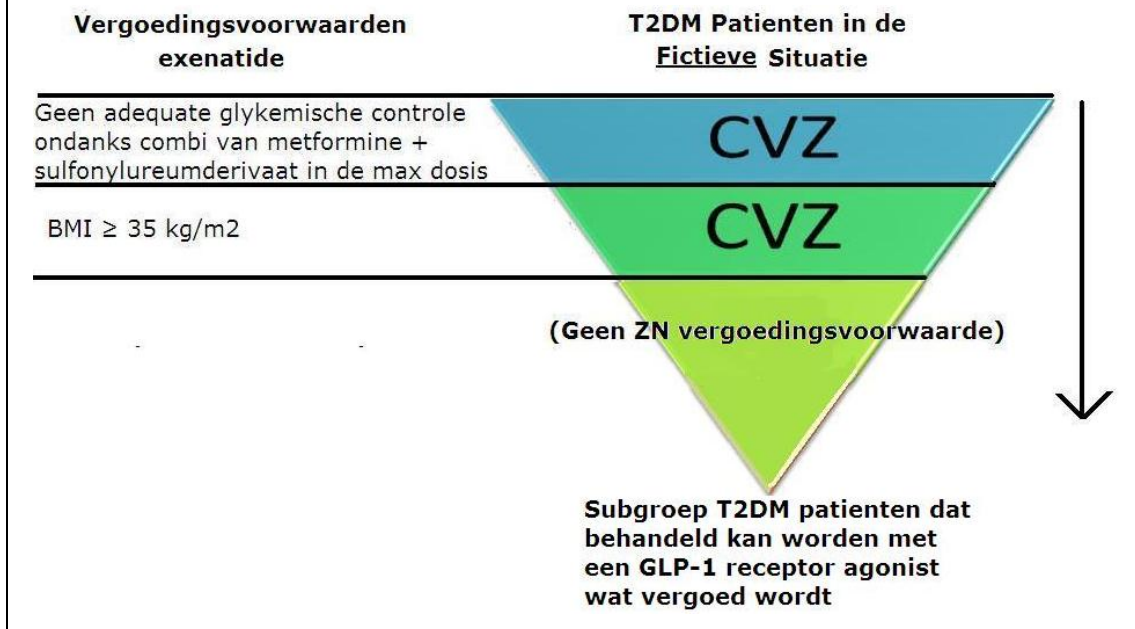 Vergoedingsvoorwaarden
exenatide
T2DM Patienten in de
Fictieve Situatie
Geen adequate glykemische controle
ondanks combi van metformine +
sulfonylureumderivaat in de max dosis
CVZ
BMI ≥ 35 kg/m2
CVZ
(Geen ZN vergoedingsvoorwaarde)
Subgroep T2DM patienten dat
behandeld kan worden met
een GLP-1 receptor agonist
wat vergoed wordt